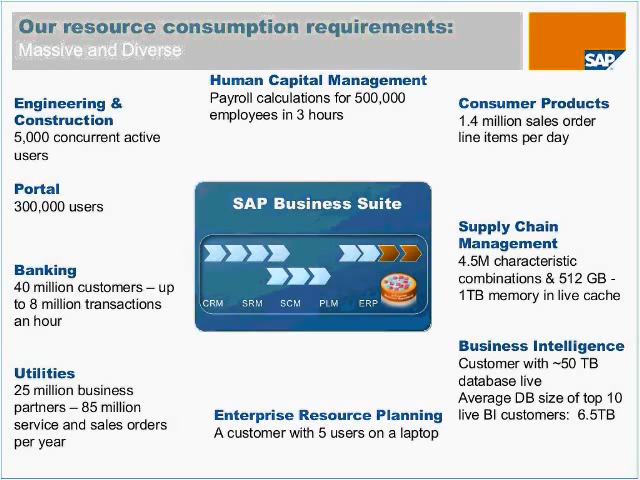 Our resource consumption requirements:
Massive and Diverse
SAP
Human Capital Management
Payroll calculations for 500,000
employees in 3 hours
Engineering &
Construction
5,000 concurrent active
users
Consumer Products
1.4 million sales order
line items per day
Portal
300,000 users
SAP Business Suite
CRM SRM SCM PLM ERP
Supply Chain
Management
4.5M characteristic
combinations & 512 GB -
1TB memory in live cache
Banking
40 million customers – up
to 8 million transactions
an hour
Business Intelligence
Customer with ~50 TB
database live
Average DB size of top 10
live BI customers: 6.5TB
Utilities
25 million business
partners – 85 million
service and sales orders
per year
Enterprise Resource Planning
A customer with 5 users on a laptop